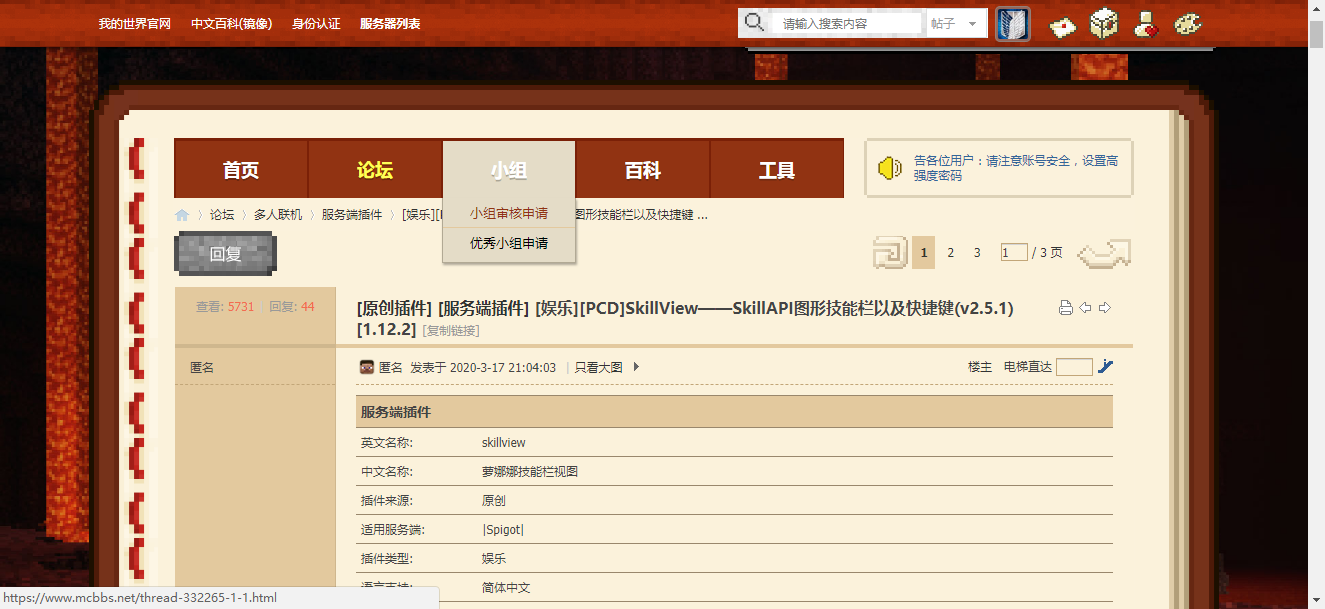 我的世界官网 中文百科(镜像) 身份认证 服务器列表
请输入搜索内容 帖子
首页 论坛 小组 百科 工具
告各位用户：请注意账号安全，设置高
强度密码
小组审核申请
优秀小组申请
论坛 › 多人联机 › 服务端插件 › [娱乐][ 图形技能栏以及快捷键 ...
回复
1 2 3 1 / 3 页
查看: 5731 回复: 44
[原创插件] [服务端插件] [娱乐][PCD]SkillView——SkillAPI图形技能栏以及快捷键(v2.5.1)
[1.12.2] [复制链接]
匿名
匿名 发表于 2020-3-17 21:04:03 | 只看大图
楼主 电梯直达
服务端插件
英文名称: skillview
中文名称: 萝娜娜技能栏视图
插件来源: 原创
适用服务端: |Spigot|
插件类型: 娱乐
语言支持: 简体中文
https://www.mcbbs.net/thread-332265-1-1.html